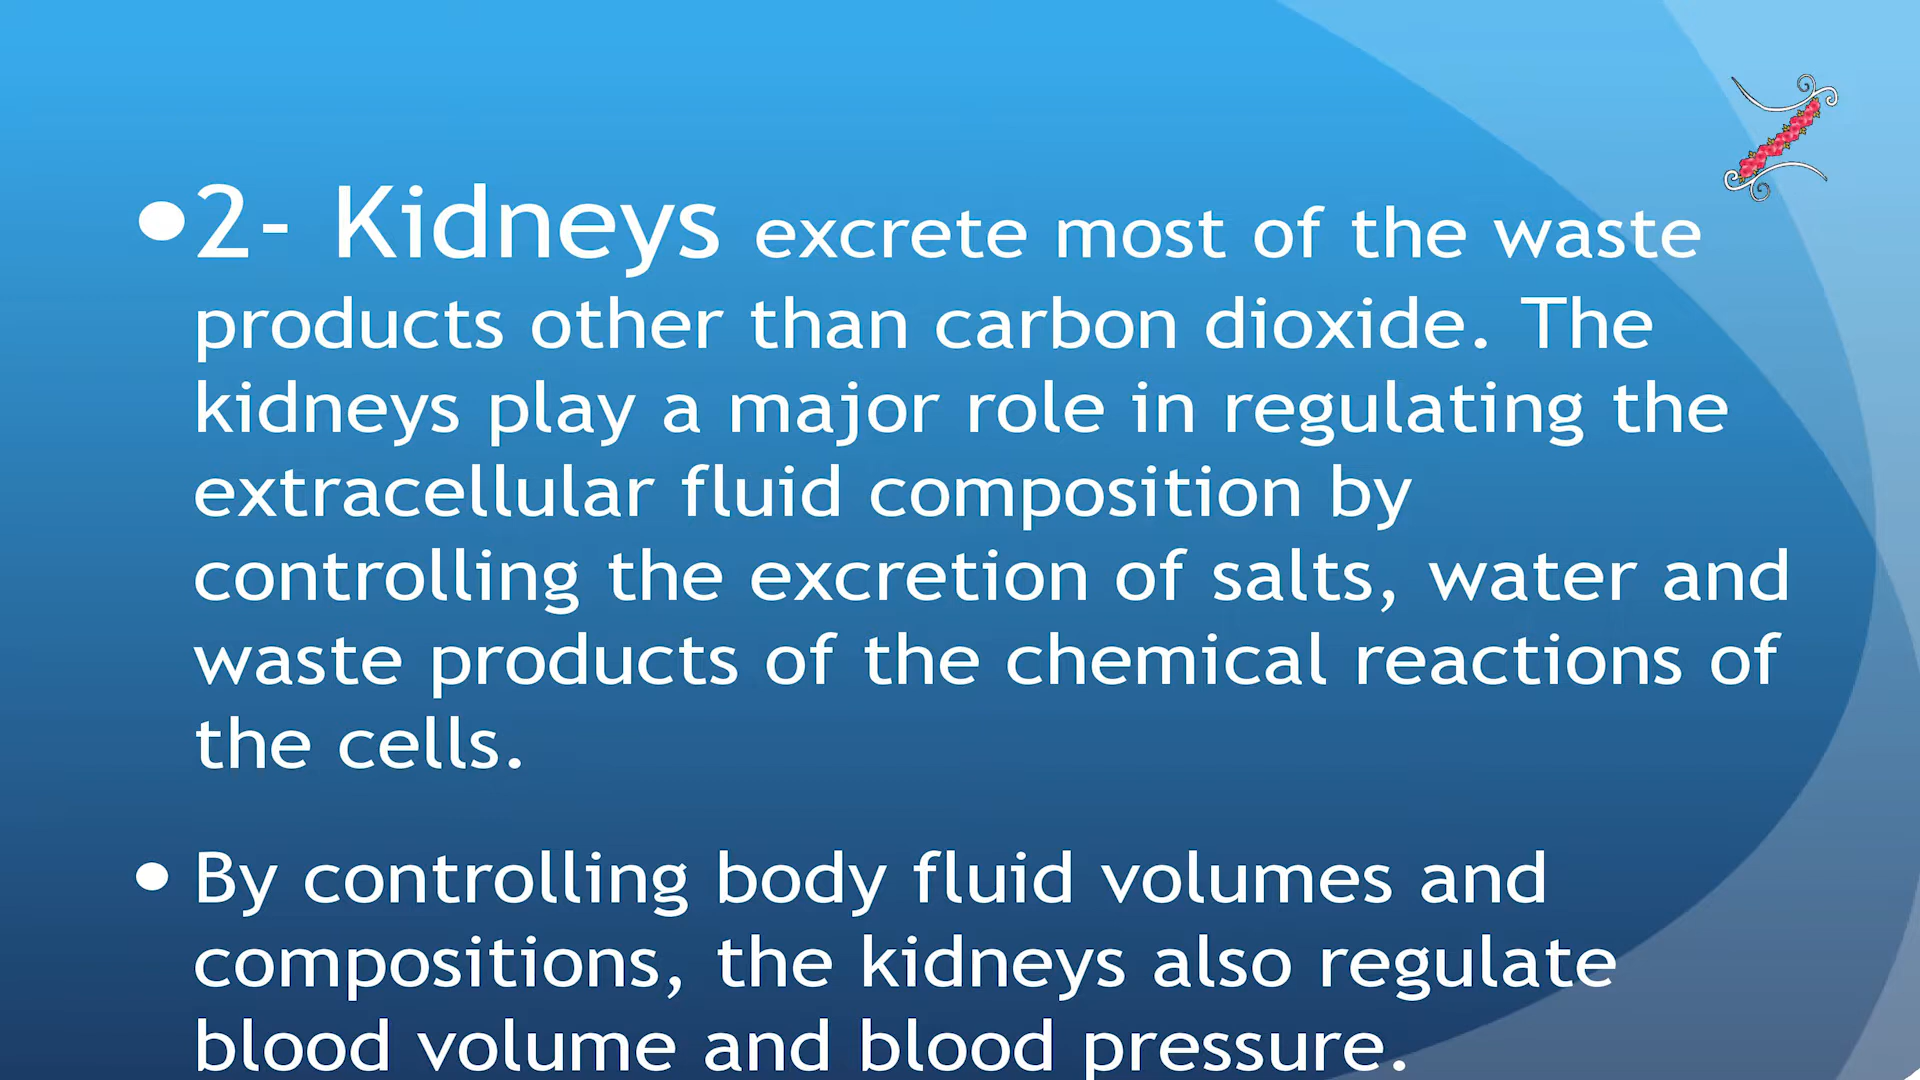 •2- Kidneys excrete most of the waste
products other than carbon dioxide. The
kidneys play a major role in regulating the
extracellular fluid composition by
controlling the excretion of salts, water and
waste products of the chemical reactions of
the cells.
• By controlling body fluid volumes and
compositions, the kidneys also regulate
blood volume and blood pressure.